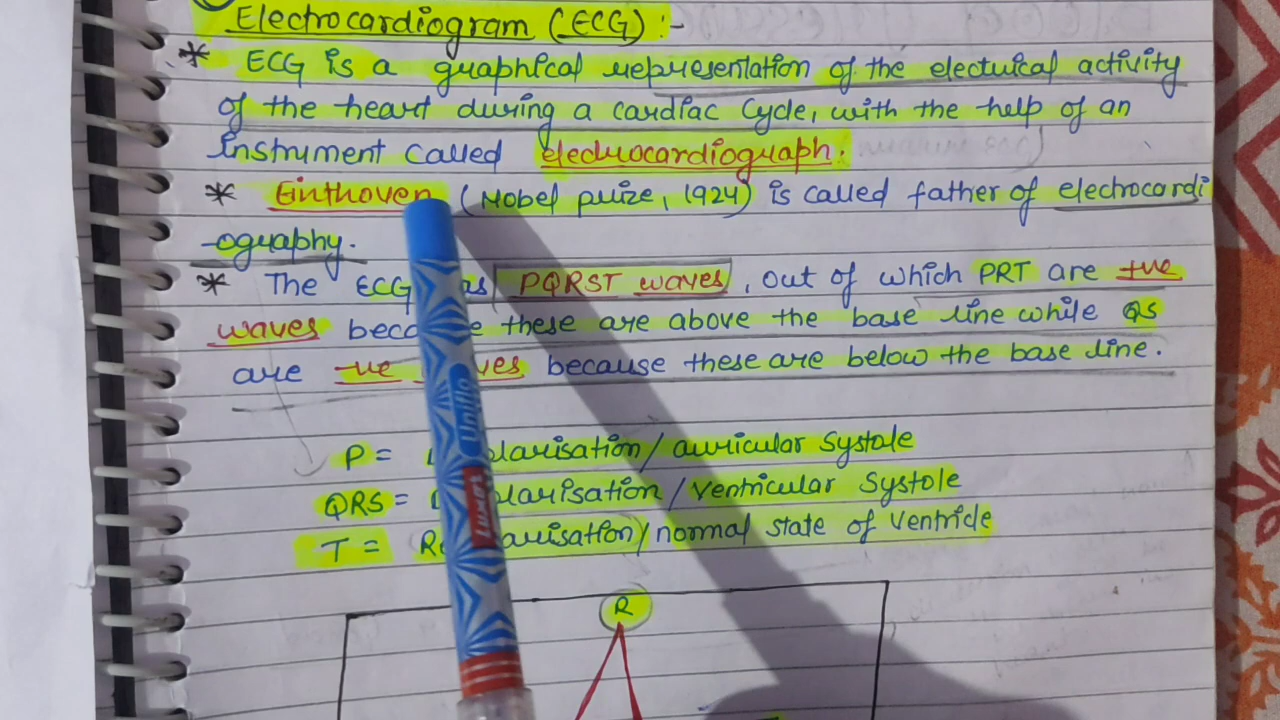 Electrocardiogram (ECG) :-
* ECG is a graphical representation of the electrical activity
of the heart during a cardiac cycle, with the help of an
instrument called electrocardiograph.
* Einthoven (Nobel prize, 1924) is called father of electrocardi
-ography.
* The ECG PQRST waves, out of which PRT are +ve
waves these are above the base line while QS
are -ve because these are below the base line.
P = / auricular systole
QRS = / ventricular systole
T = / normal state of ventricle
R
Uniflo
LUXOR